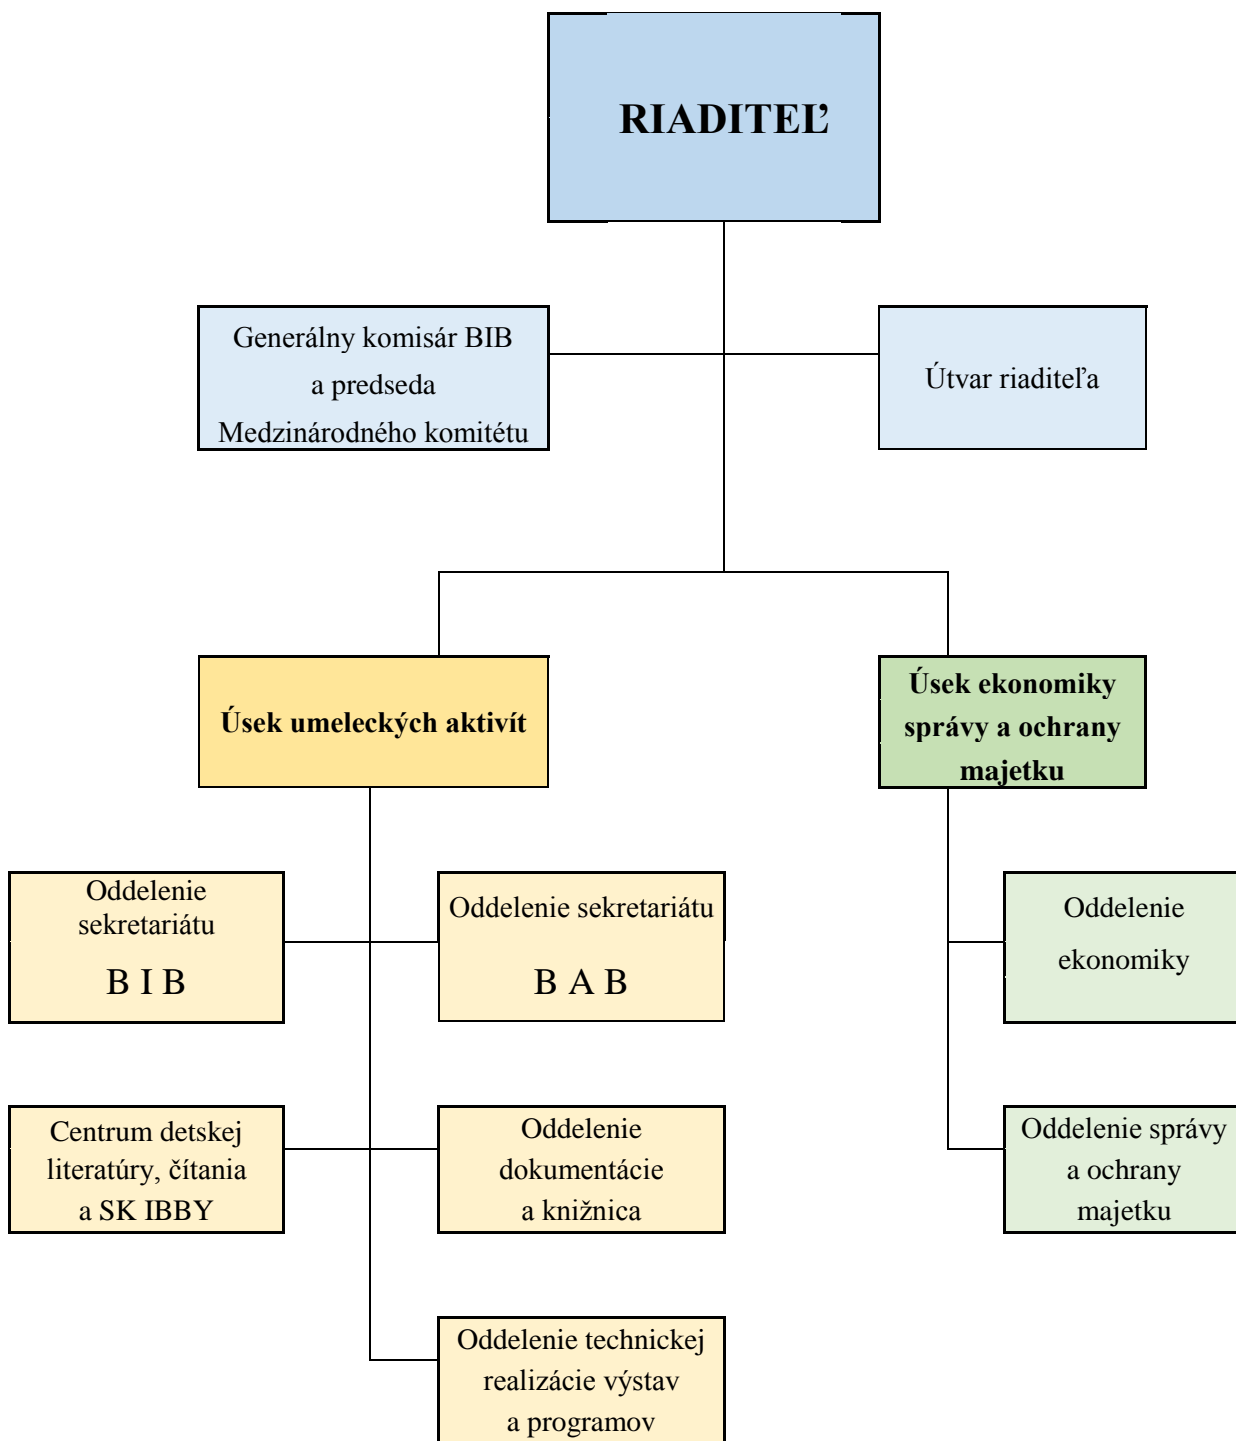 RIADITEĽ
Generálny komisár BIB
a predseda
Medzinárodného komitétu
Útvar riaditeľa
Úsek umeleckých aktivít
Úsek ekonomiky
správy a ochrany
majetku
Oddelenie
sekretariátu
B I B
Oddelenie sekretariátu
B A B
Oddelenie
ekonomiky
Centrum detskej
literatúry, čítania
a SK IBBY
Oddelenie
dokumentácie
a knižnica
Oddelenie správy
a ochrany
majetku
Oddelenie technickej
realizácie výstav
a programov